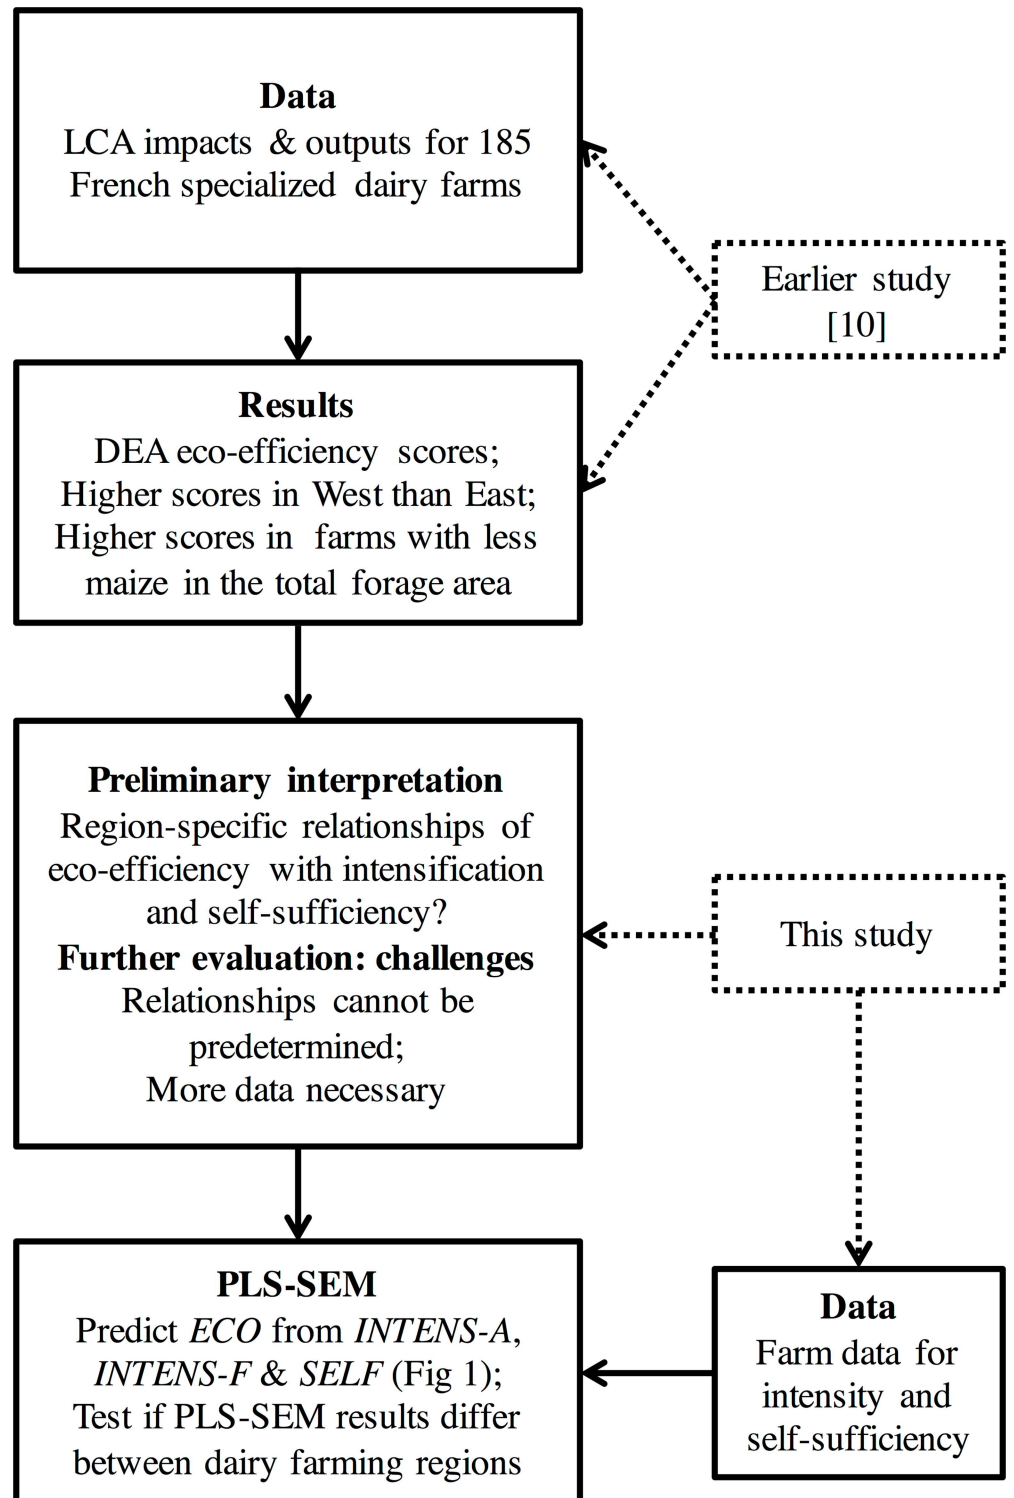 Data
LCA impacts & outputs for 185
French specialized dairy farms
Earlier study
[10]
Results
DEA eco-efficiency scores;
Higher scores in West than East;
Higher scores in farms with less
maize in the total forage area
Preliminary interpretation
Region-specific relationships of
eco-efficiency with intensification
and self-sufficiency?
Further evaluation: challenges
Relationships cannot be
predetermined;
More data necessary
This study
PLS-SEM
Predict ECO from INTENS-A,
INTENS-F & SELF (Fig 1);
Test if PLS-SEM results differ
between dairy farming regions
Data
Farm data for
intensity and
self-sufficiency